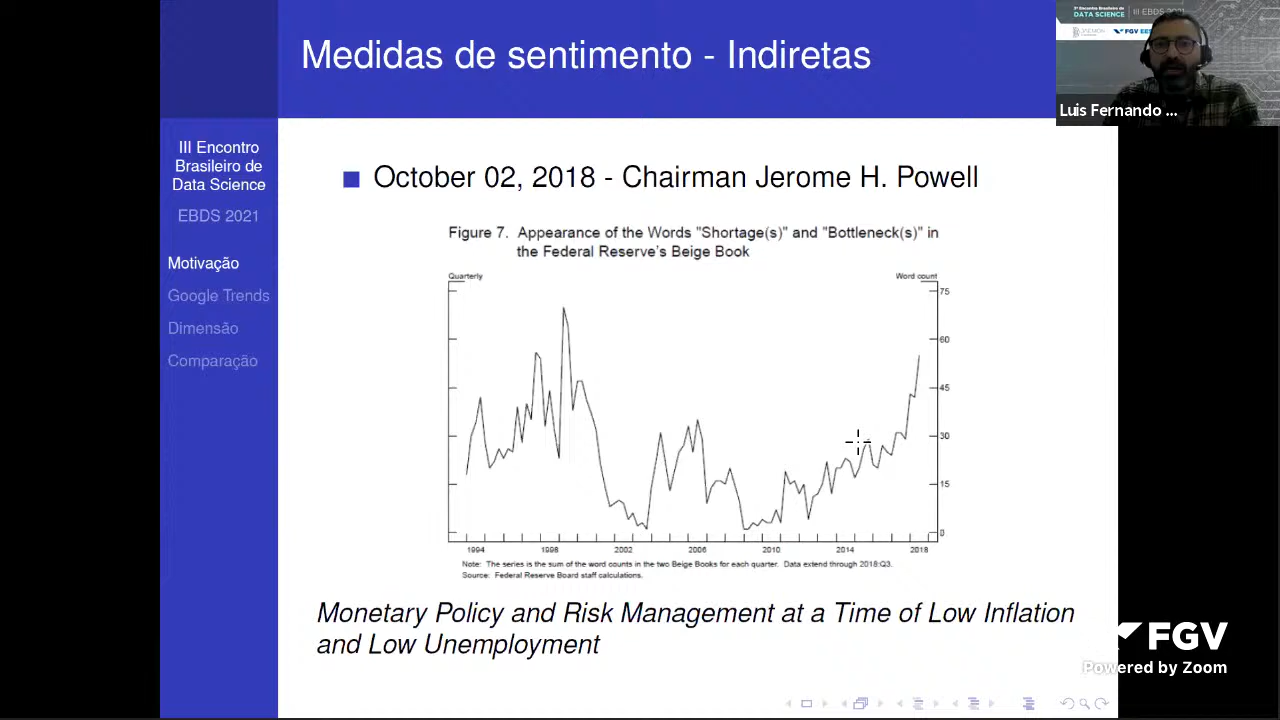 Medidas de sentimento - Indiretas
III Encontro
Brasileiro de
Data Science
EBDS 2021
Motivação
Google Trends
Dimensão
Comparação
October 02, 2018 - Chairman Jerome H. Powell
Figure 7. Appearance of the Words "Shortage(s)" and "Bottleneck(s)" in
the Federal Reserve's Beige Book
Quarterly
Word count
75
60
45
30
15
0
1994 1998 2002 2006 2010 2014 2018
Note: The series is the sum of the word counts in the two Beige Books for each quarter. Data extend through 2018:Q3.
Source: Federal Reserve Board staff calculations.
Monetary Policy and Risk Management at a Time of Low Inflation
and Low Unemployment
DATA SCIENCE
III EBDS 2021
FGV
Luis Fernando ...
FGV
Powered by Zoom